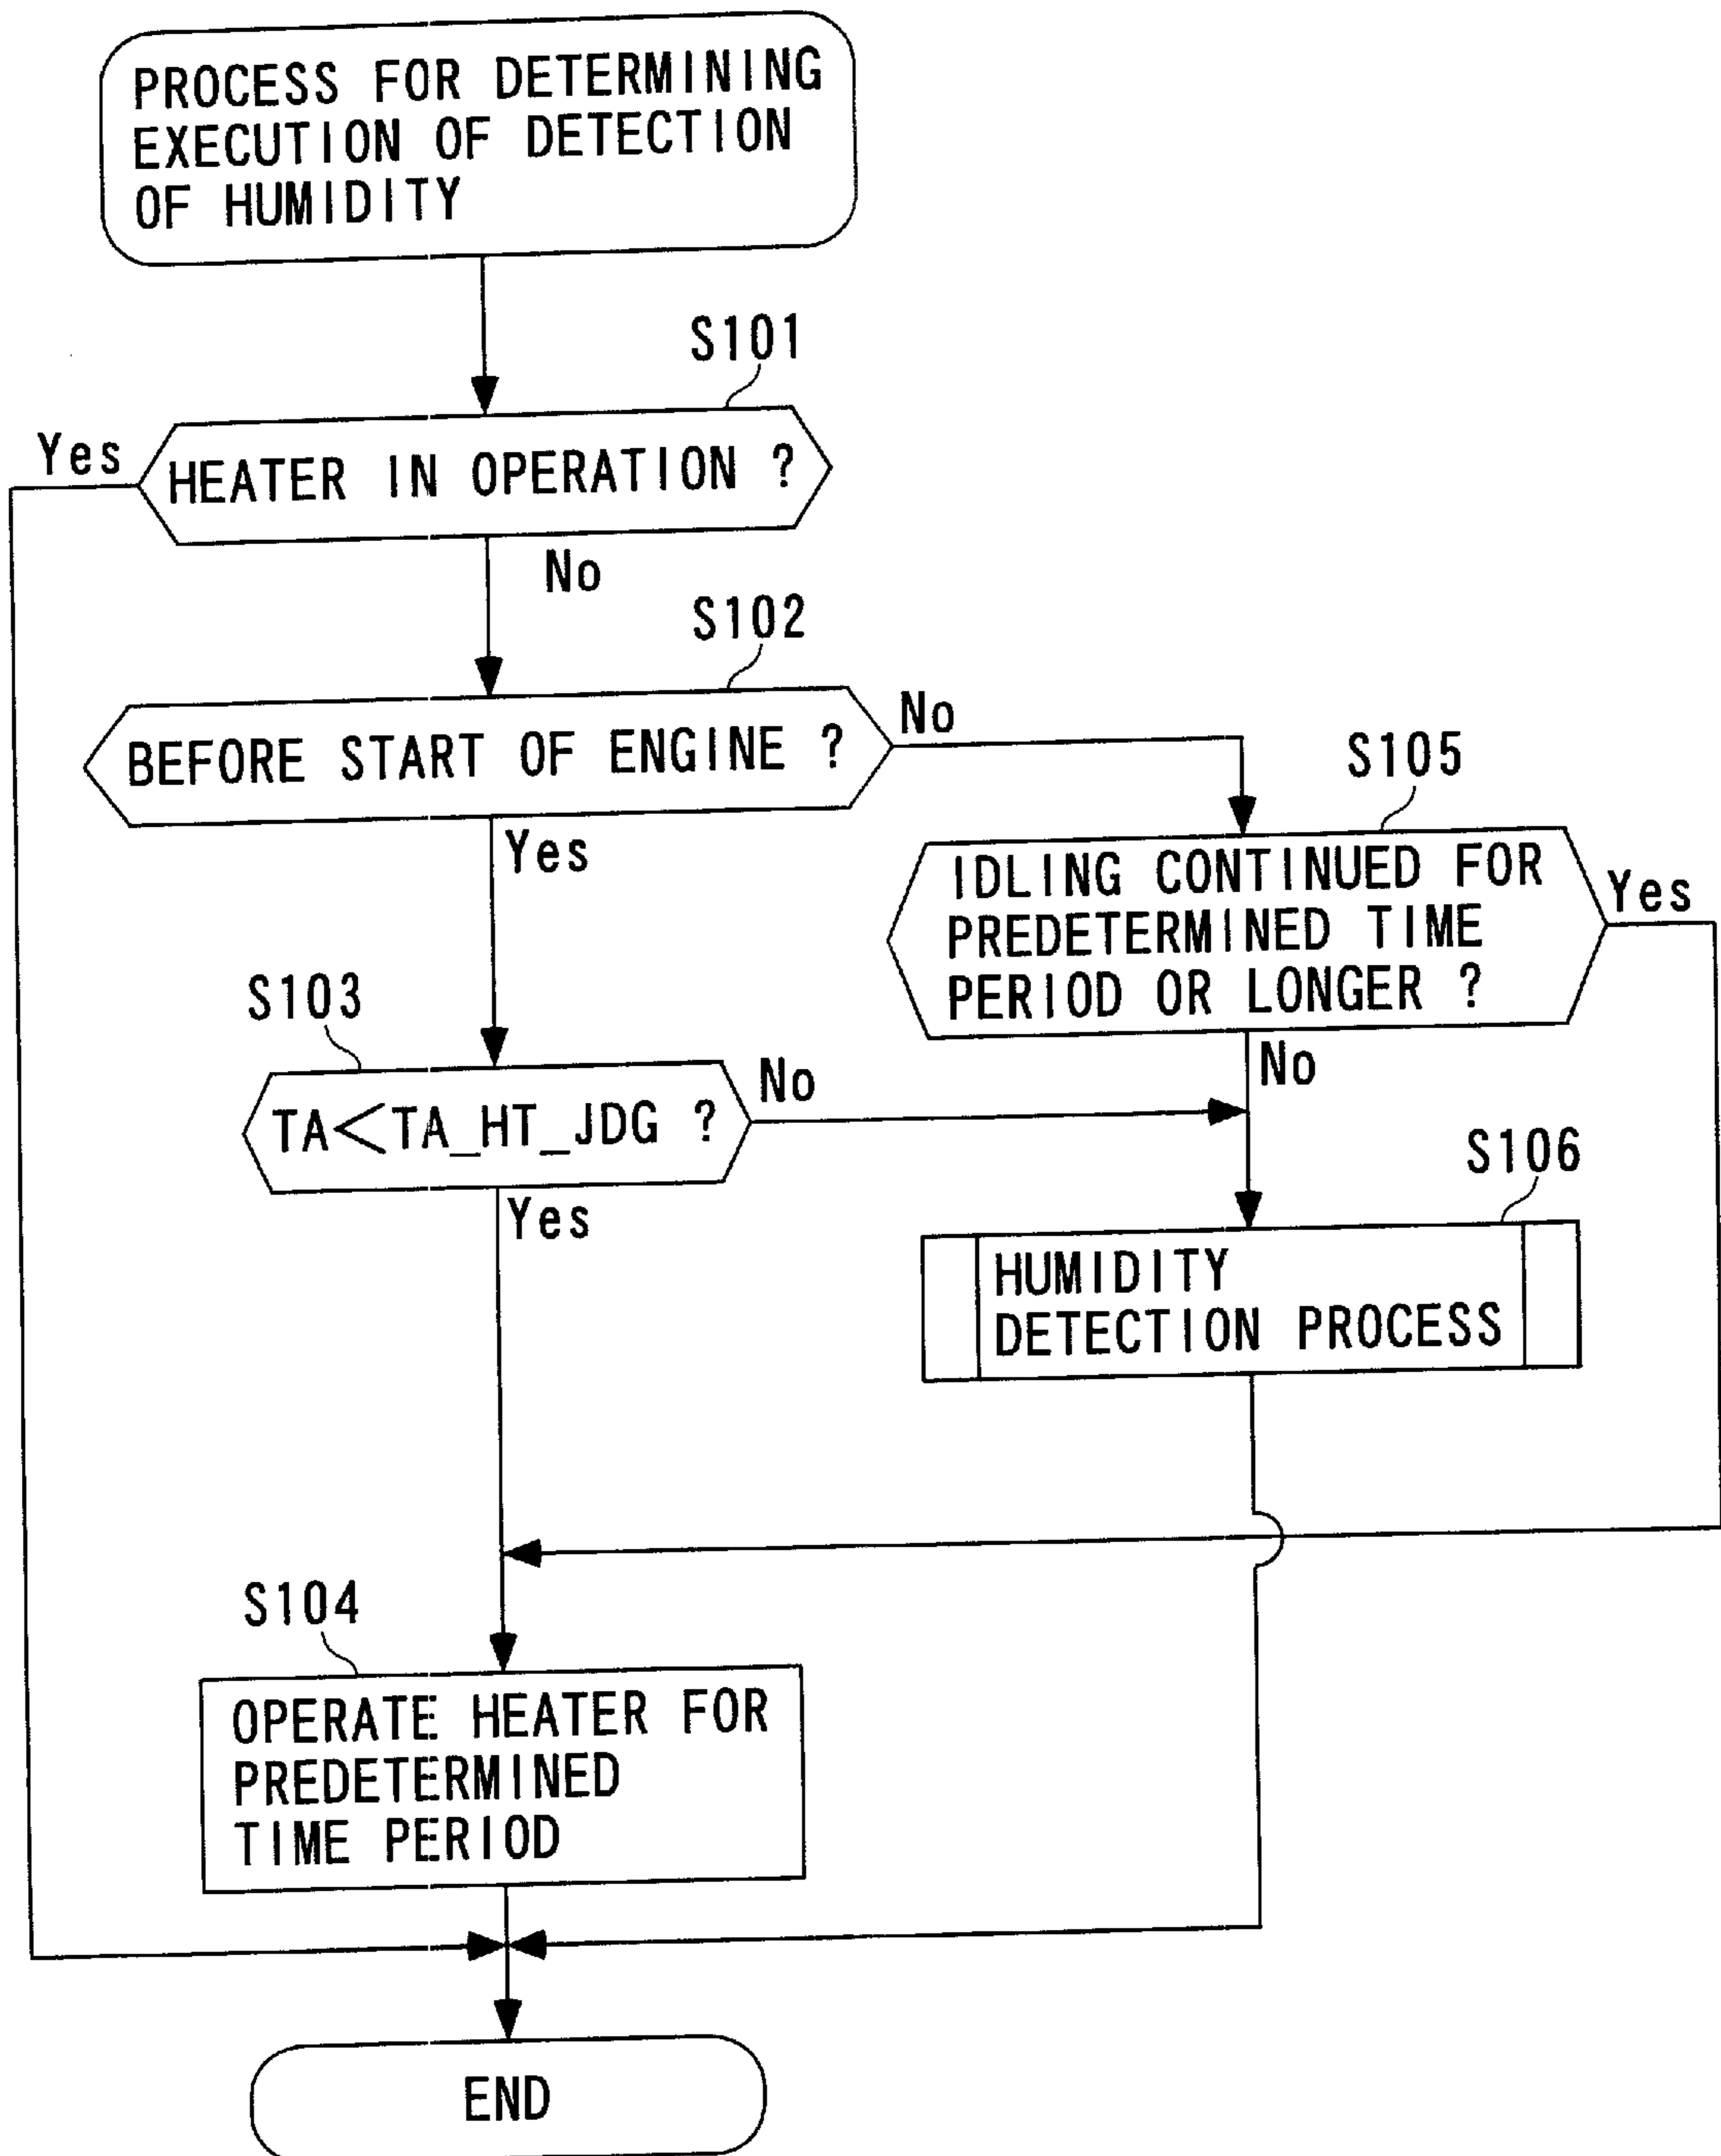 PROCESS FOR DETERMINING
EXECUTION OF DETECTION
OF HUMIDITY
S101
Yes
HEATER IN OPERATION ?
No
S102
BEFORE START OF ENGINE ?
No
Yes
S105
IDLING CONTINUED FOR
PREDETERMINED TIME
PERIOD OR LONGER ?
Yes
No
S103
TA<TA_HT_JDG ?
No
Yes
S106
HUMIDITY
DETECTION PROCESS
S104
OPERATE HEATER FOR
PREDETERMINED
TIME PERIOD
END